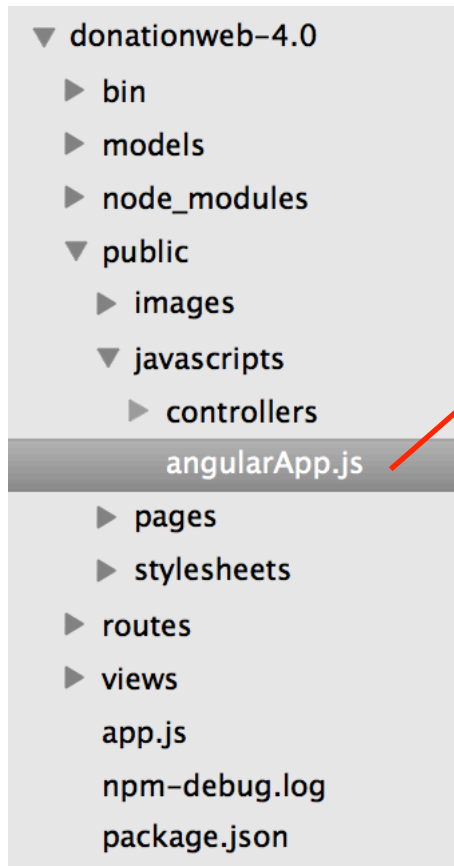 donationweb-4.0
bin
models
node_modules
public
images
javascripts
controllers
angularApp.js
pages
stylesheets
routes
views
app.js
npm-debug.log
package.json